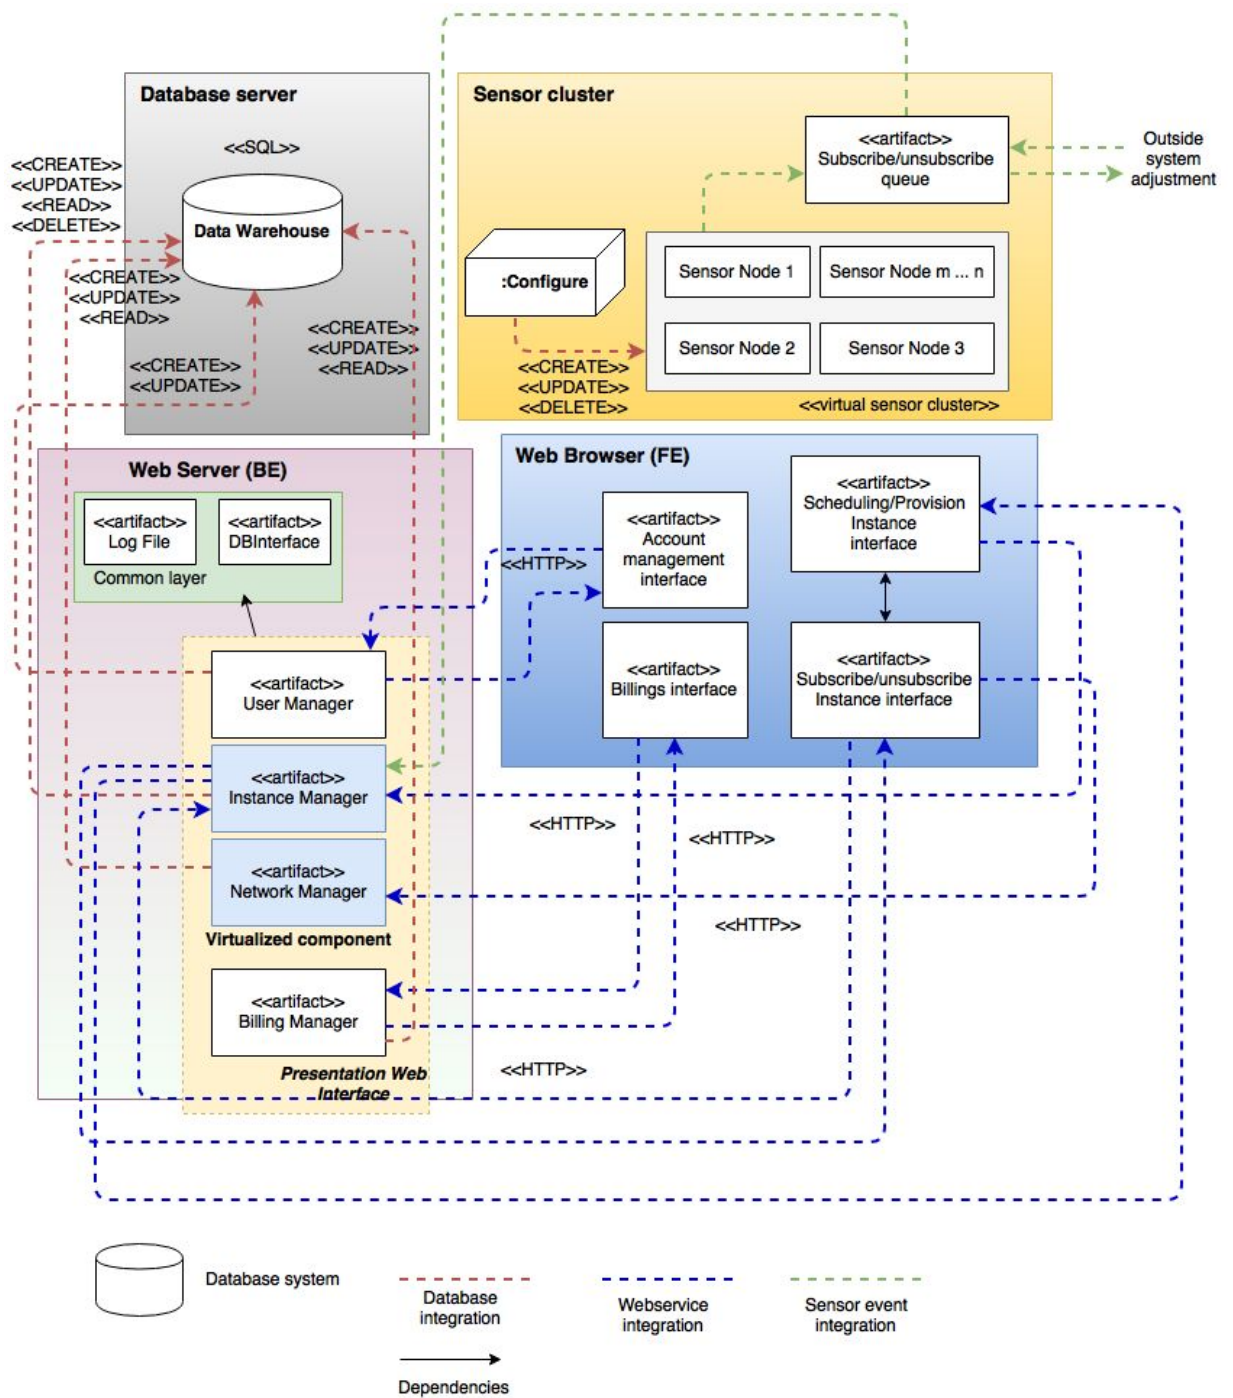 Database server
<<SQL>>
Data Warehouse
<<CREATE>>
<<UPDATE>>
<<READ>>
<<DELETE>>
<<CREATE>>
<<UPDATE>>
<<READ>>
<<CREATE>>
<<UPDATE>>
<<CREATE>>
<<UPDATE>>
<<READ>>
Sensor cluster
<<artifact>>
Subscribe/unsubscribe
queue
Outside
system
adjustment
:Configure
Sensor Node 1
Sensor Node m ... n
Sensor Node 2
Sensor Node 3
<<CREATE>>
<<UPDATE>>
<<DELETE>>
<<virtual sensor cluster>>
Web Server (BE)
<<artifact>>
Log File
<<artifact>>
DBInterface
Common layer
<<artifact>>
User Manager
<<artifact>>
Instance Manager
<<artifact>>
Network Manager
Virtualized component
<<artifact>>
Billing Manager
Presentation Web
Interface
Web Browser (FE)
<<artifact>>
Account
management
interface
<<artifact>>
Scheduling/Provision
Instance
interface
<<artifact>>
Billings interface
<<artifact>>
Subscribe/unsubscribe
Instance interface
<<HTTP>>
<<HTTP>>
<<HTTP>>
<<HTTP>>
<<HTTP>>
Database system
Database
integration
Webservice
integration
Sensor event
integration
Dependencies